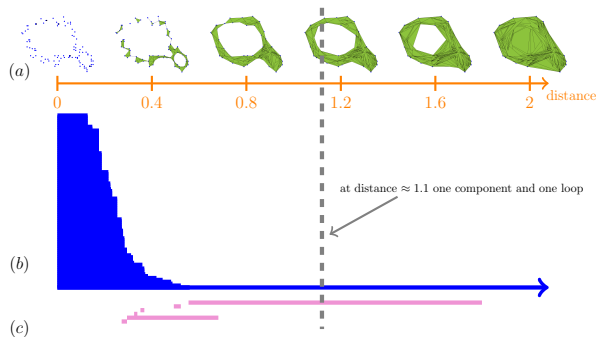 (a)
0 0.4 0.8 1.2 1.6 2
distance
at distance ≈ 1.1 one component and one loop
(b)
(c)